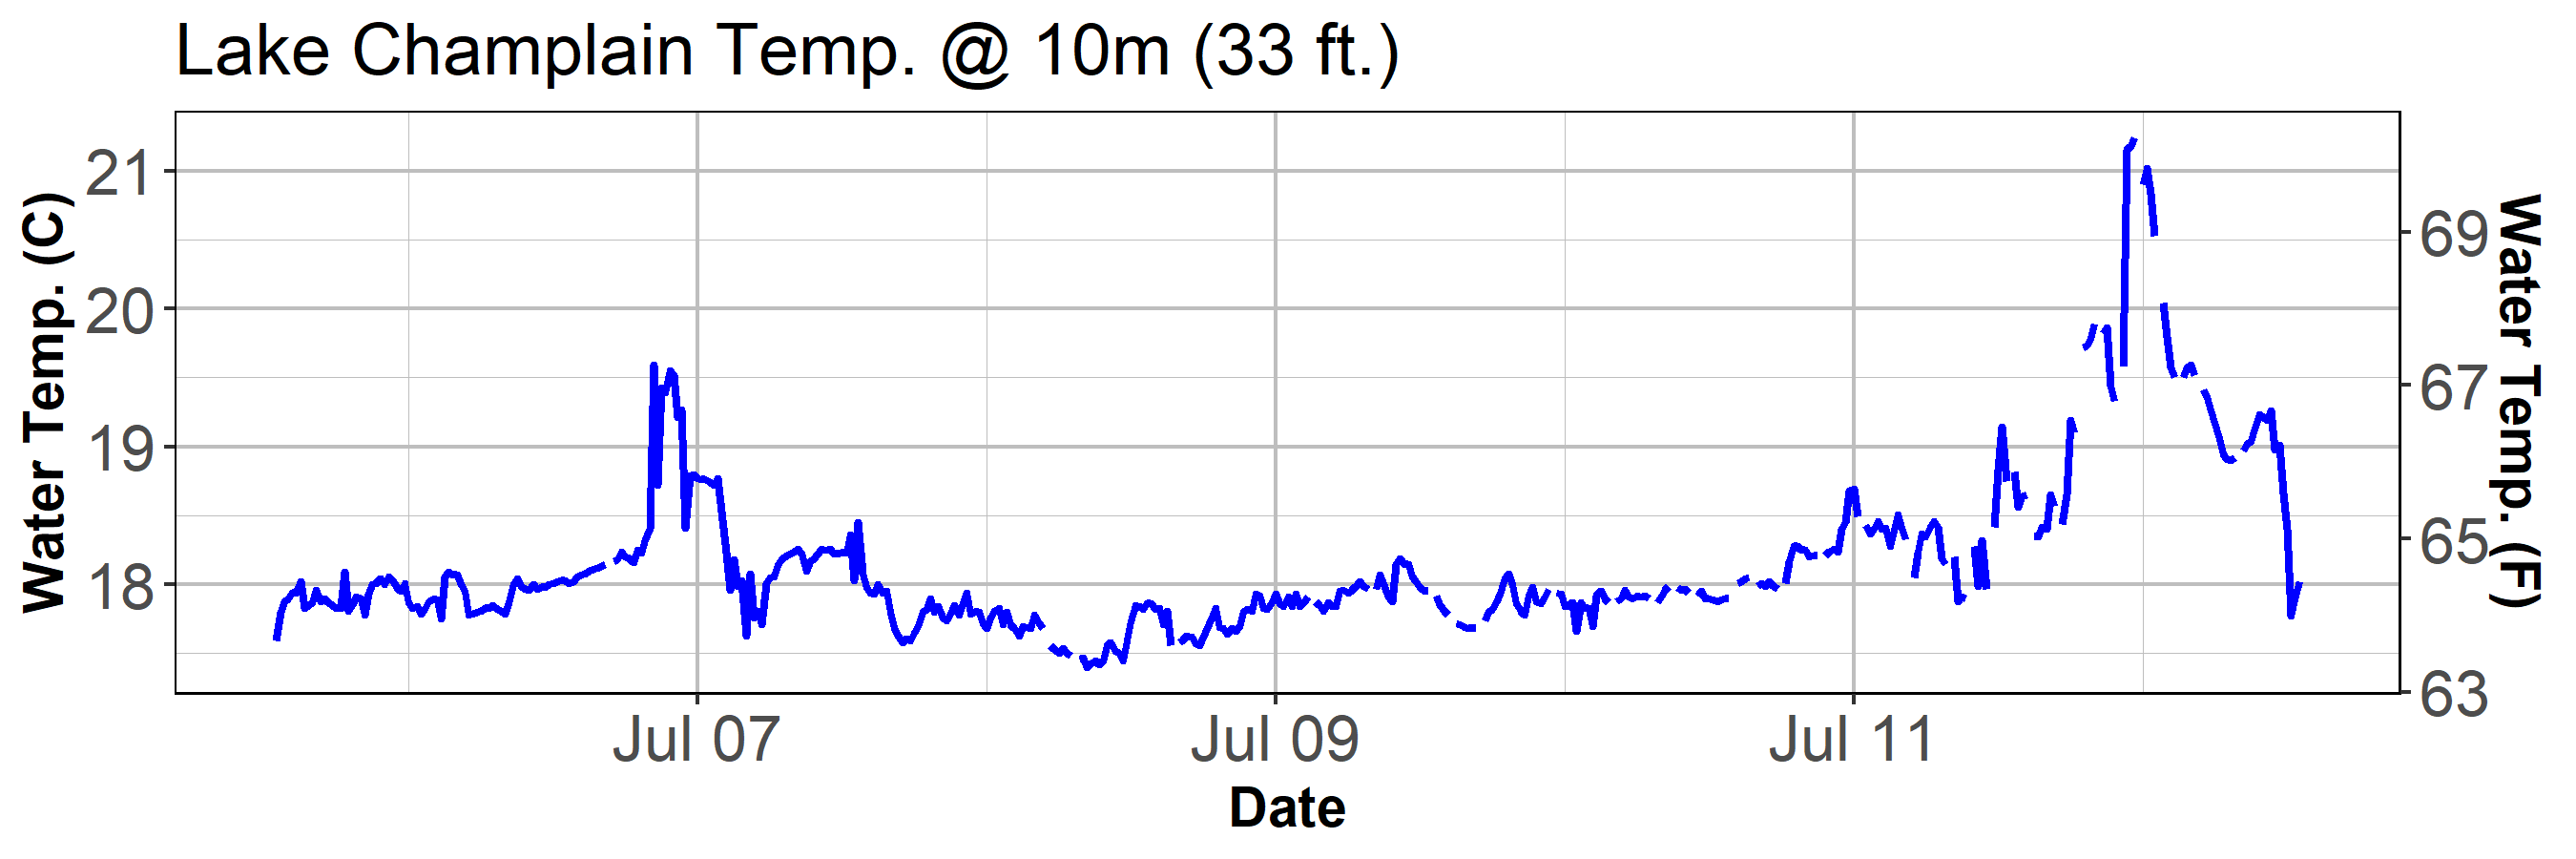 Lake Champlain Temp. @ 10m (33 ft.)
Water Temp. (C)
21
20
19
18
Water Temp. (F)
69
67
65
63
Jul 07
Jul 09
Jul 11
Date